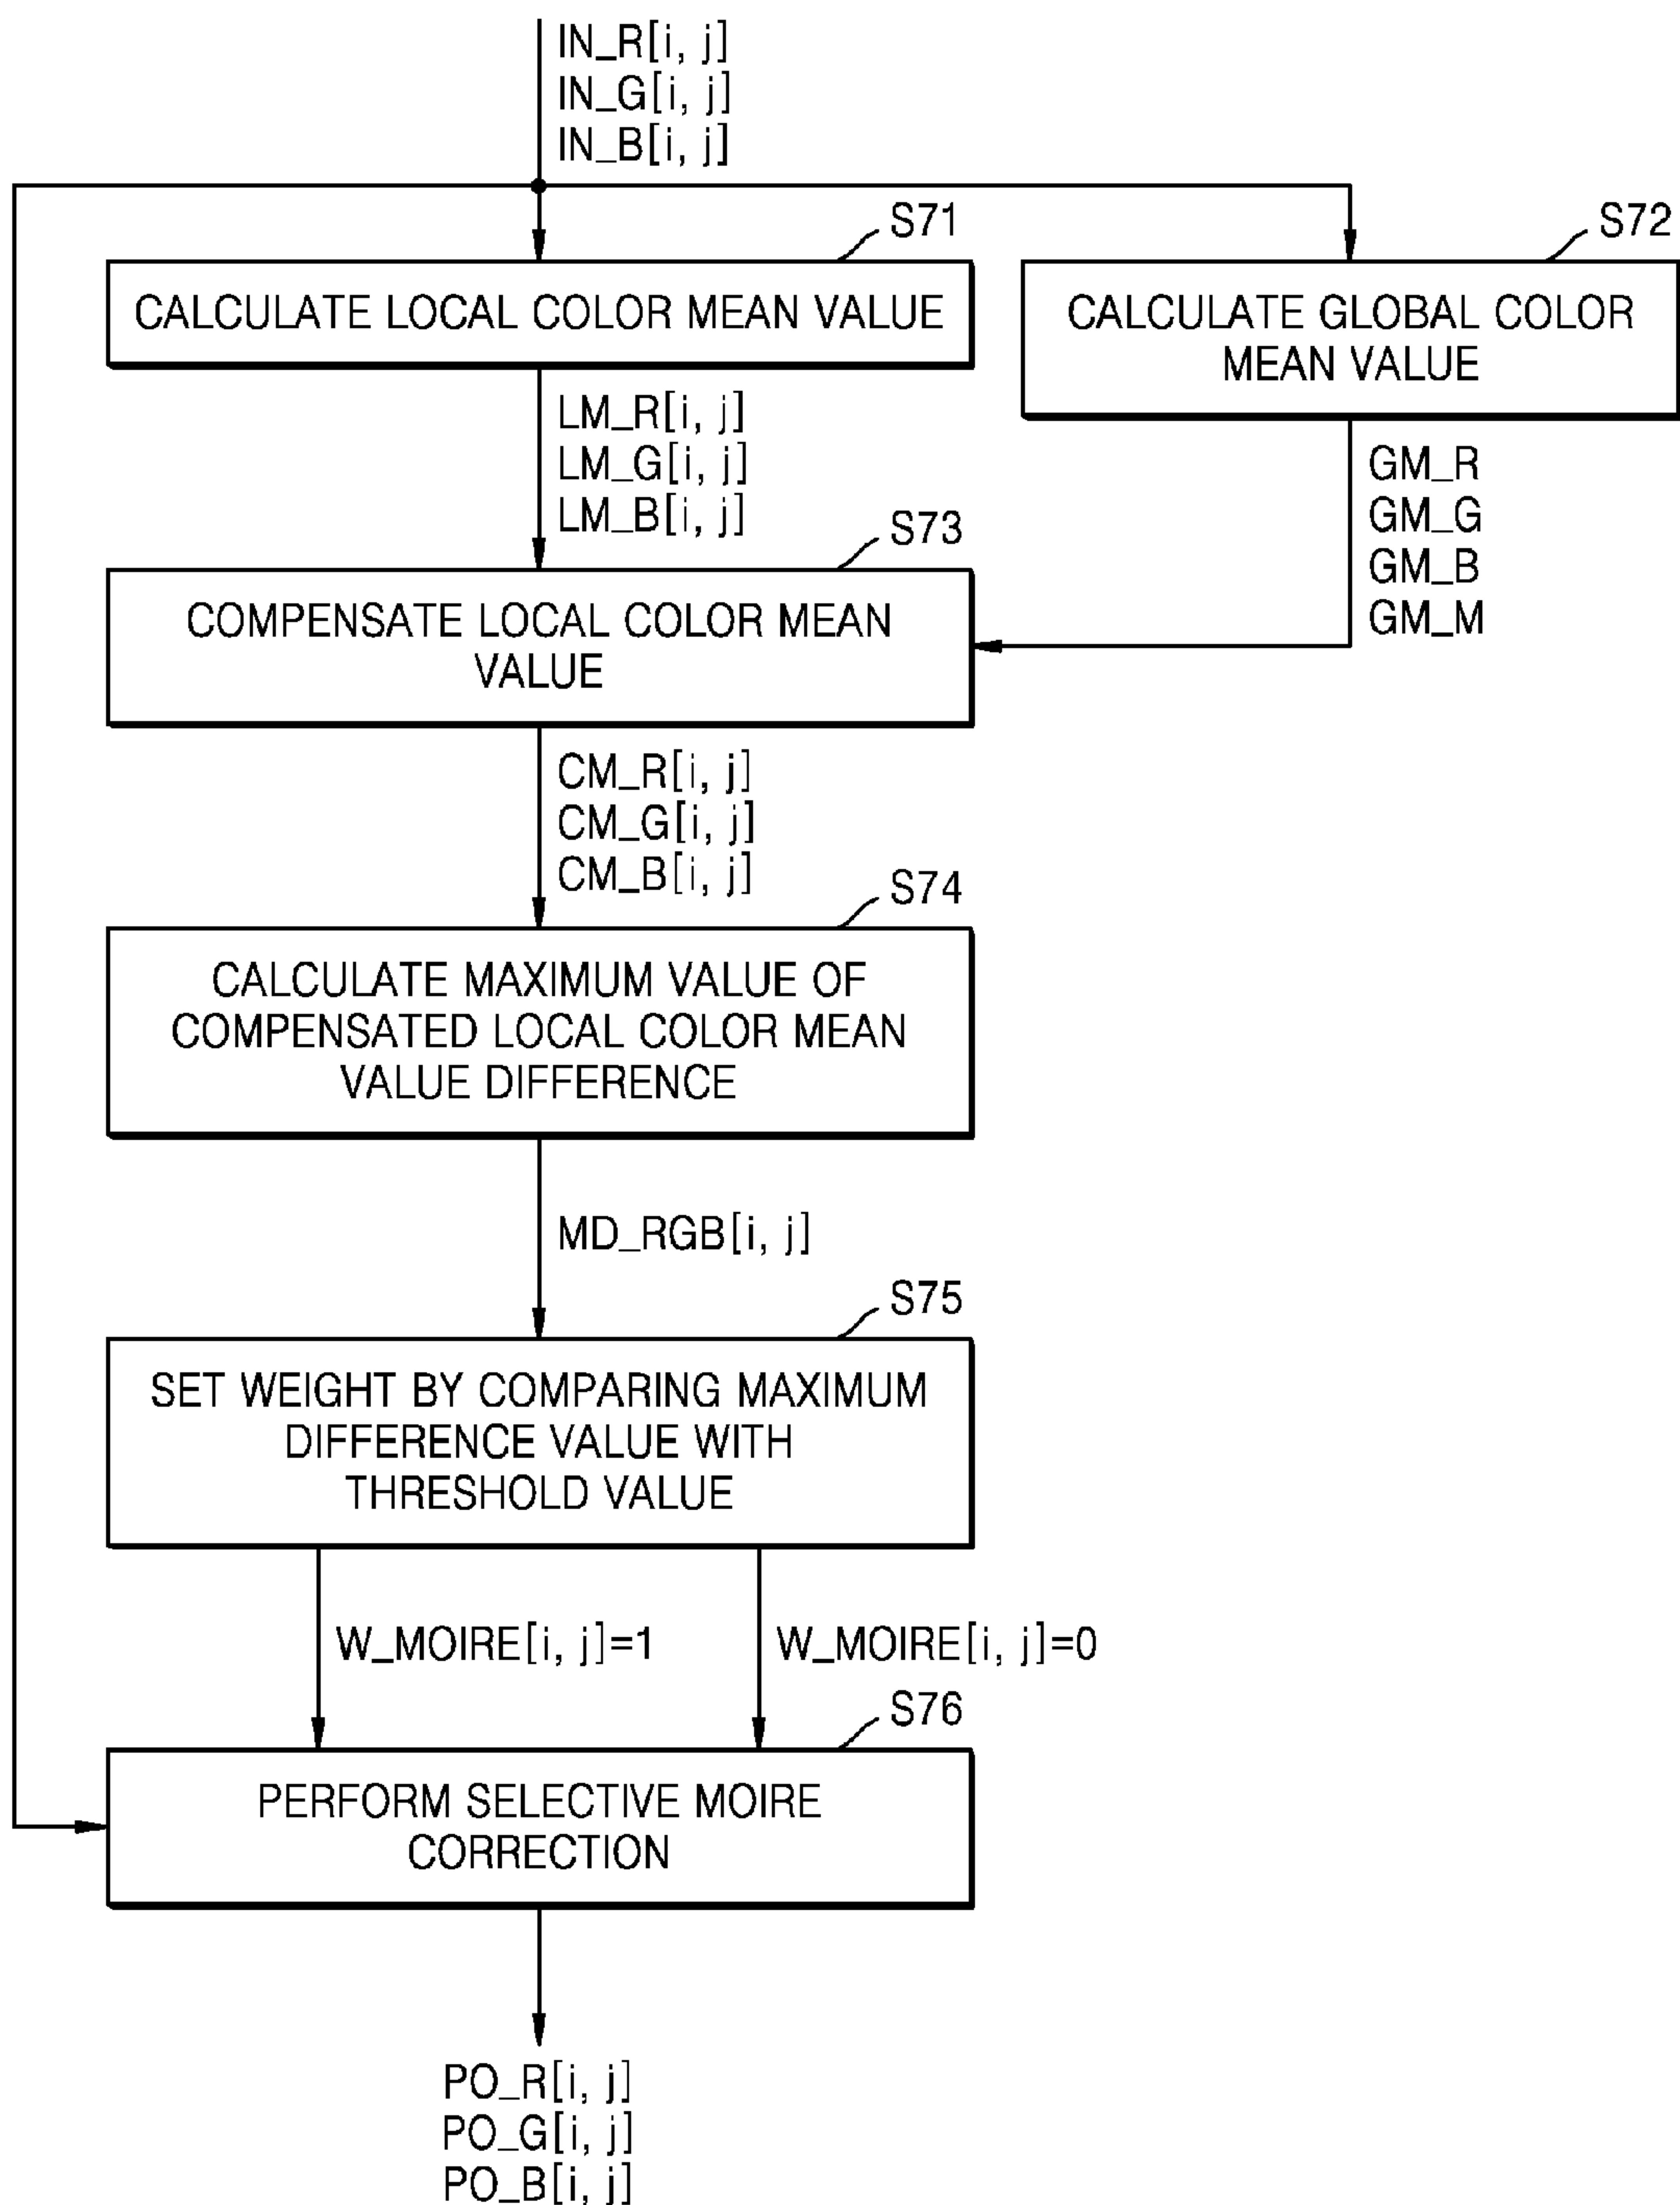 IN_R[i, j]
IN_G[i, j]
IN_B[i, j]
S71
S72
CALCULATE LOCAL COLOR MEAN VALUE
CALCULATE GLOBAL COLOR
MEAN VALUE
LM_R[i, j]
LM_G[i, j]
LM_B[i, j]
GM_R
GM_G
GM_B
GM_M
S73
COMPENSATE LOCAL COLOR MEAN
VALUE
CM_R[i, j]
CM_G[i, j]
CM_B[i, j]
S74
CALCULATE MAXIMUM VALUE OF
COMPENSATED LOCAL COLOR MEAN
VALUE DIFFERENCE
MD_RGB[i, j]
S75
SET WEIGHT BY COMPARING MAXIMUM
DIFFERENCE VALUE WITH
THRESHOLD VALUE
W_MOIRE[i, j]=1
W_MOIRE[i, j]=0
S76
PERFORM SELECTIVE MOIRE
CORRECTION
PO_R[i, j]
PO_G[i, j]
PO_B[i, j]